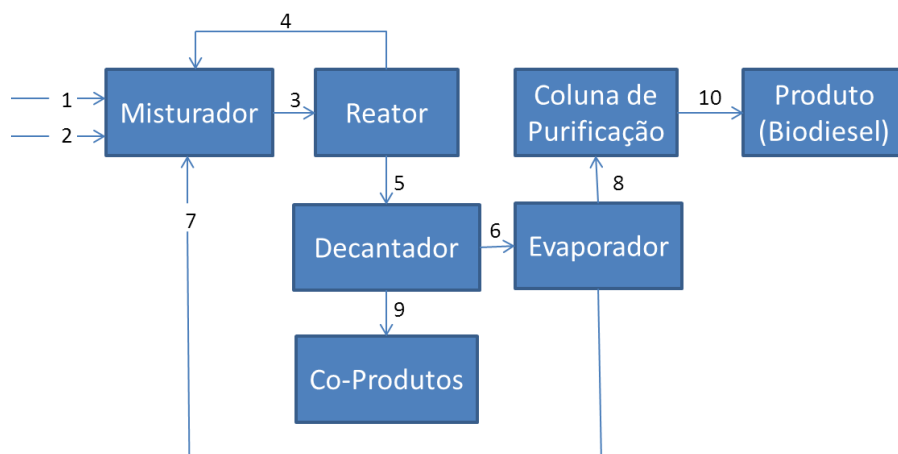 4
1
2
Misturador
3
Reator
Coluna de
Purificação
10
Produto
(Biodiesel)
5
8
7
Decantador
6
Evaporador
9
Co-Produtos